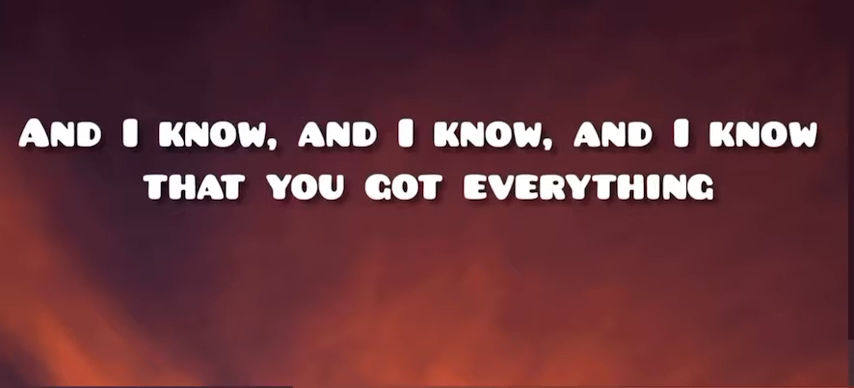 And I know, and I know, and I know
that you got everything